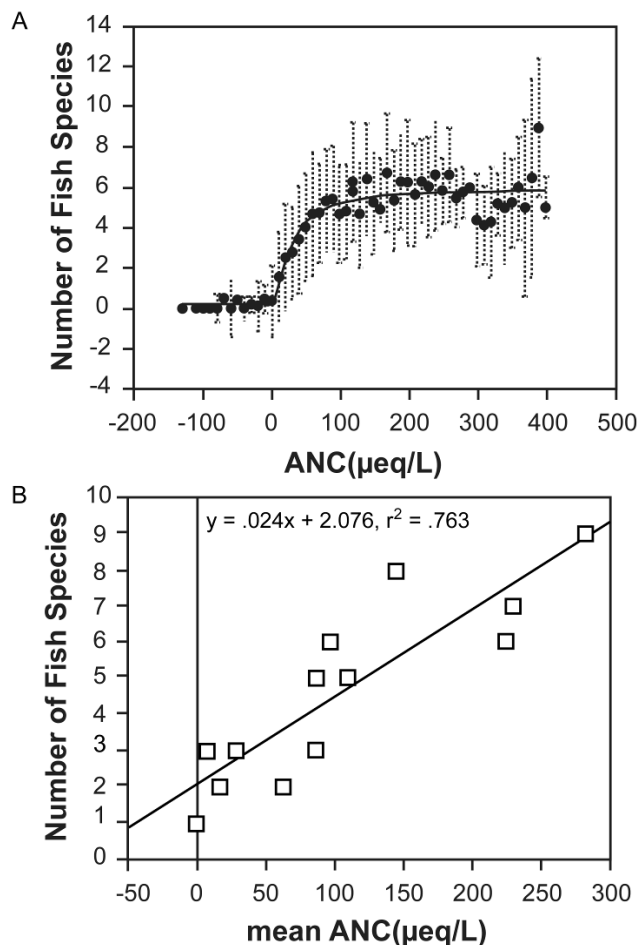 A
14
12
10
8
6
4
2
0
-2
-4
Number of Fish Species
-200 -100 0 100 200 300 400 500
ANC(µeq/L)
B
y = .024x + 2.076, r² = .763
10
9
8
7
6
5
4
3
2
1
0
Number of Fish Species
-50 0 50 100 150 200 250 300
mean ANC(µeq/L)